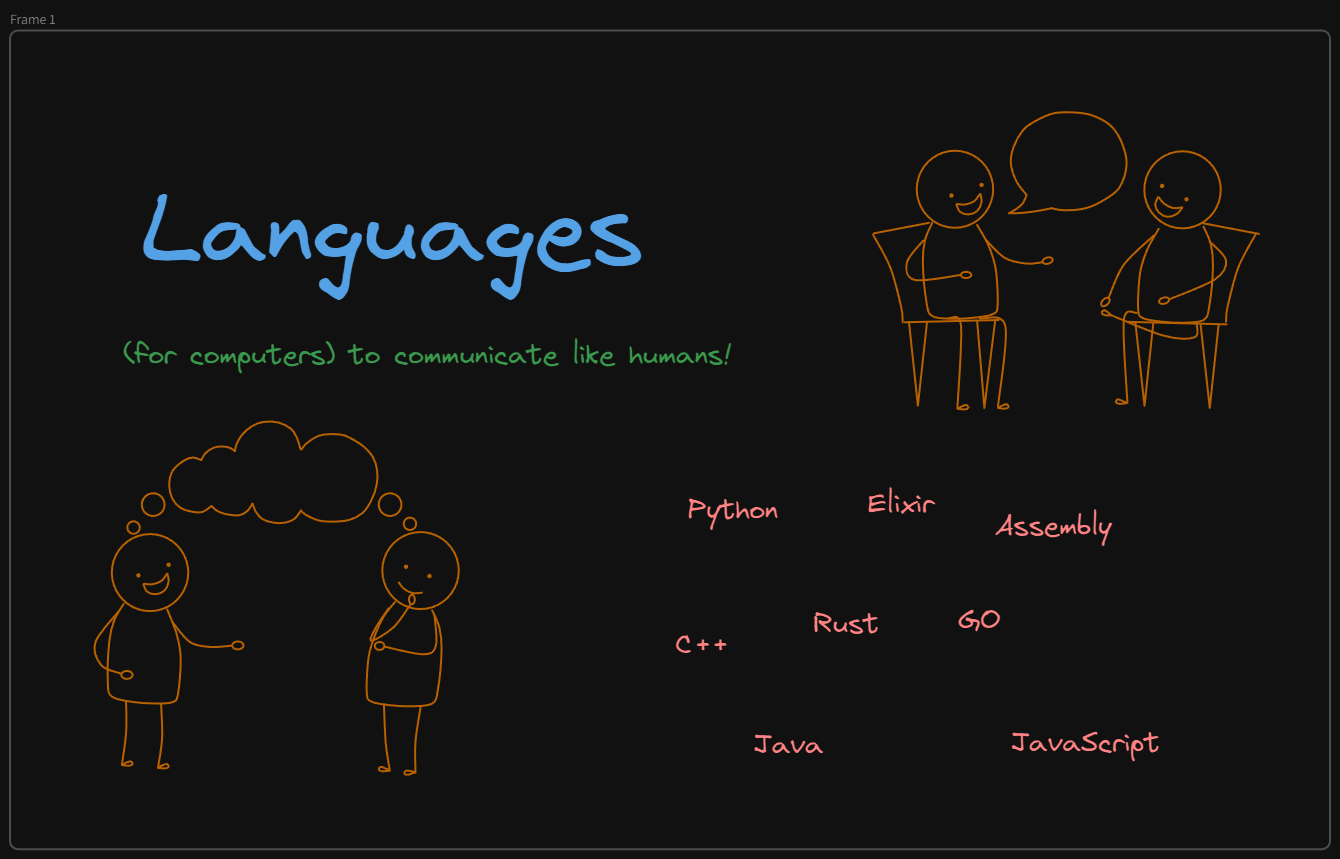 Frame 1
Languages
(for computers) to communicate like humans!
Python
Elixir
Assembly
C++
Rust
GO
Java
JavaScript